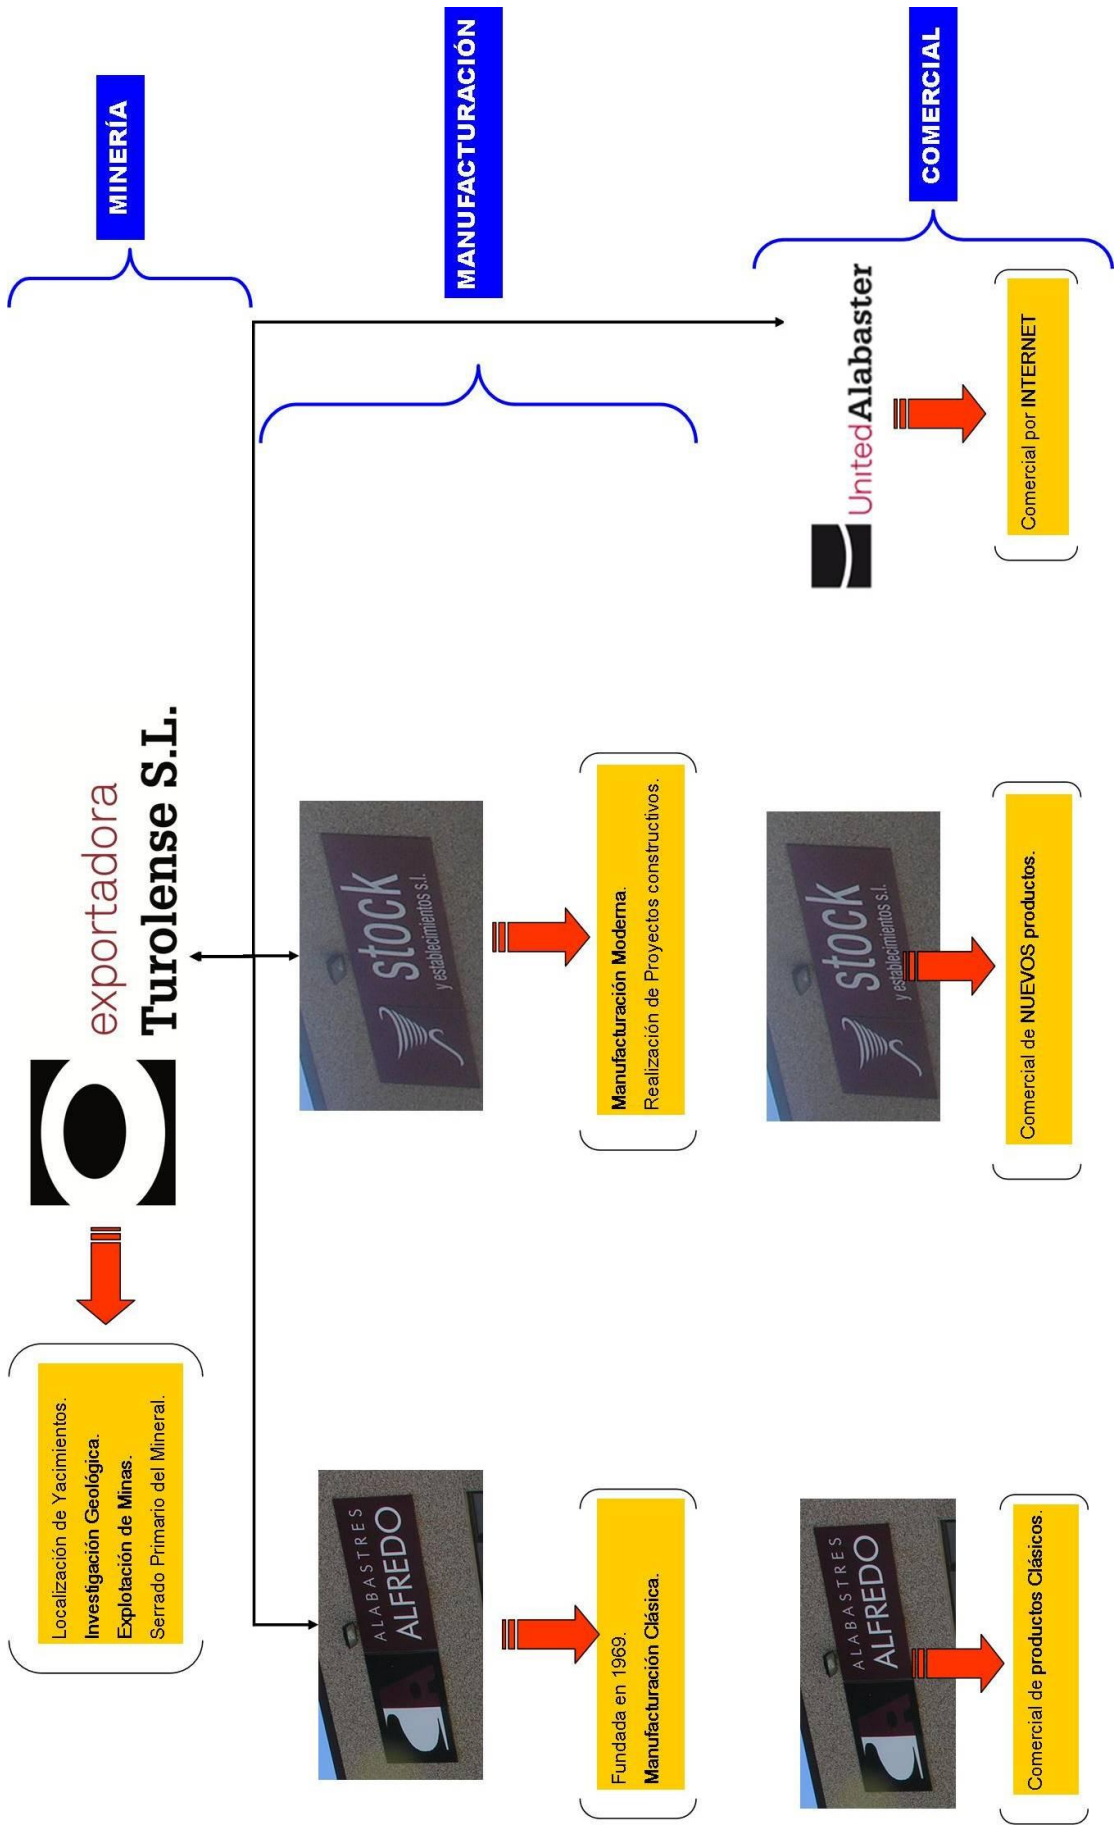 exportadora
Turolense S.L.
MINERÍA
Localización de Yacimientos.
Investigación Geológica.
Explotación de Minas.
Serrado Primario del Mineral.
MANUFACTURACIÓN
ALABASTRES
ALFREDO
stock
y establecimientos s.l.
Fundada en 1969.
Manufacturación Clásica.
Manufacturación Moderna.
Realización de Proyectos constructivos.
COMERCIAL
ALABASTRES
ALFREDO
stock
y establecimientos s.l.
UnitedAlabaster
Comercial de productos Clásicos.
Comercial de NUEVOS productos.
Comercial por INTERNET